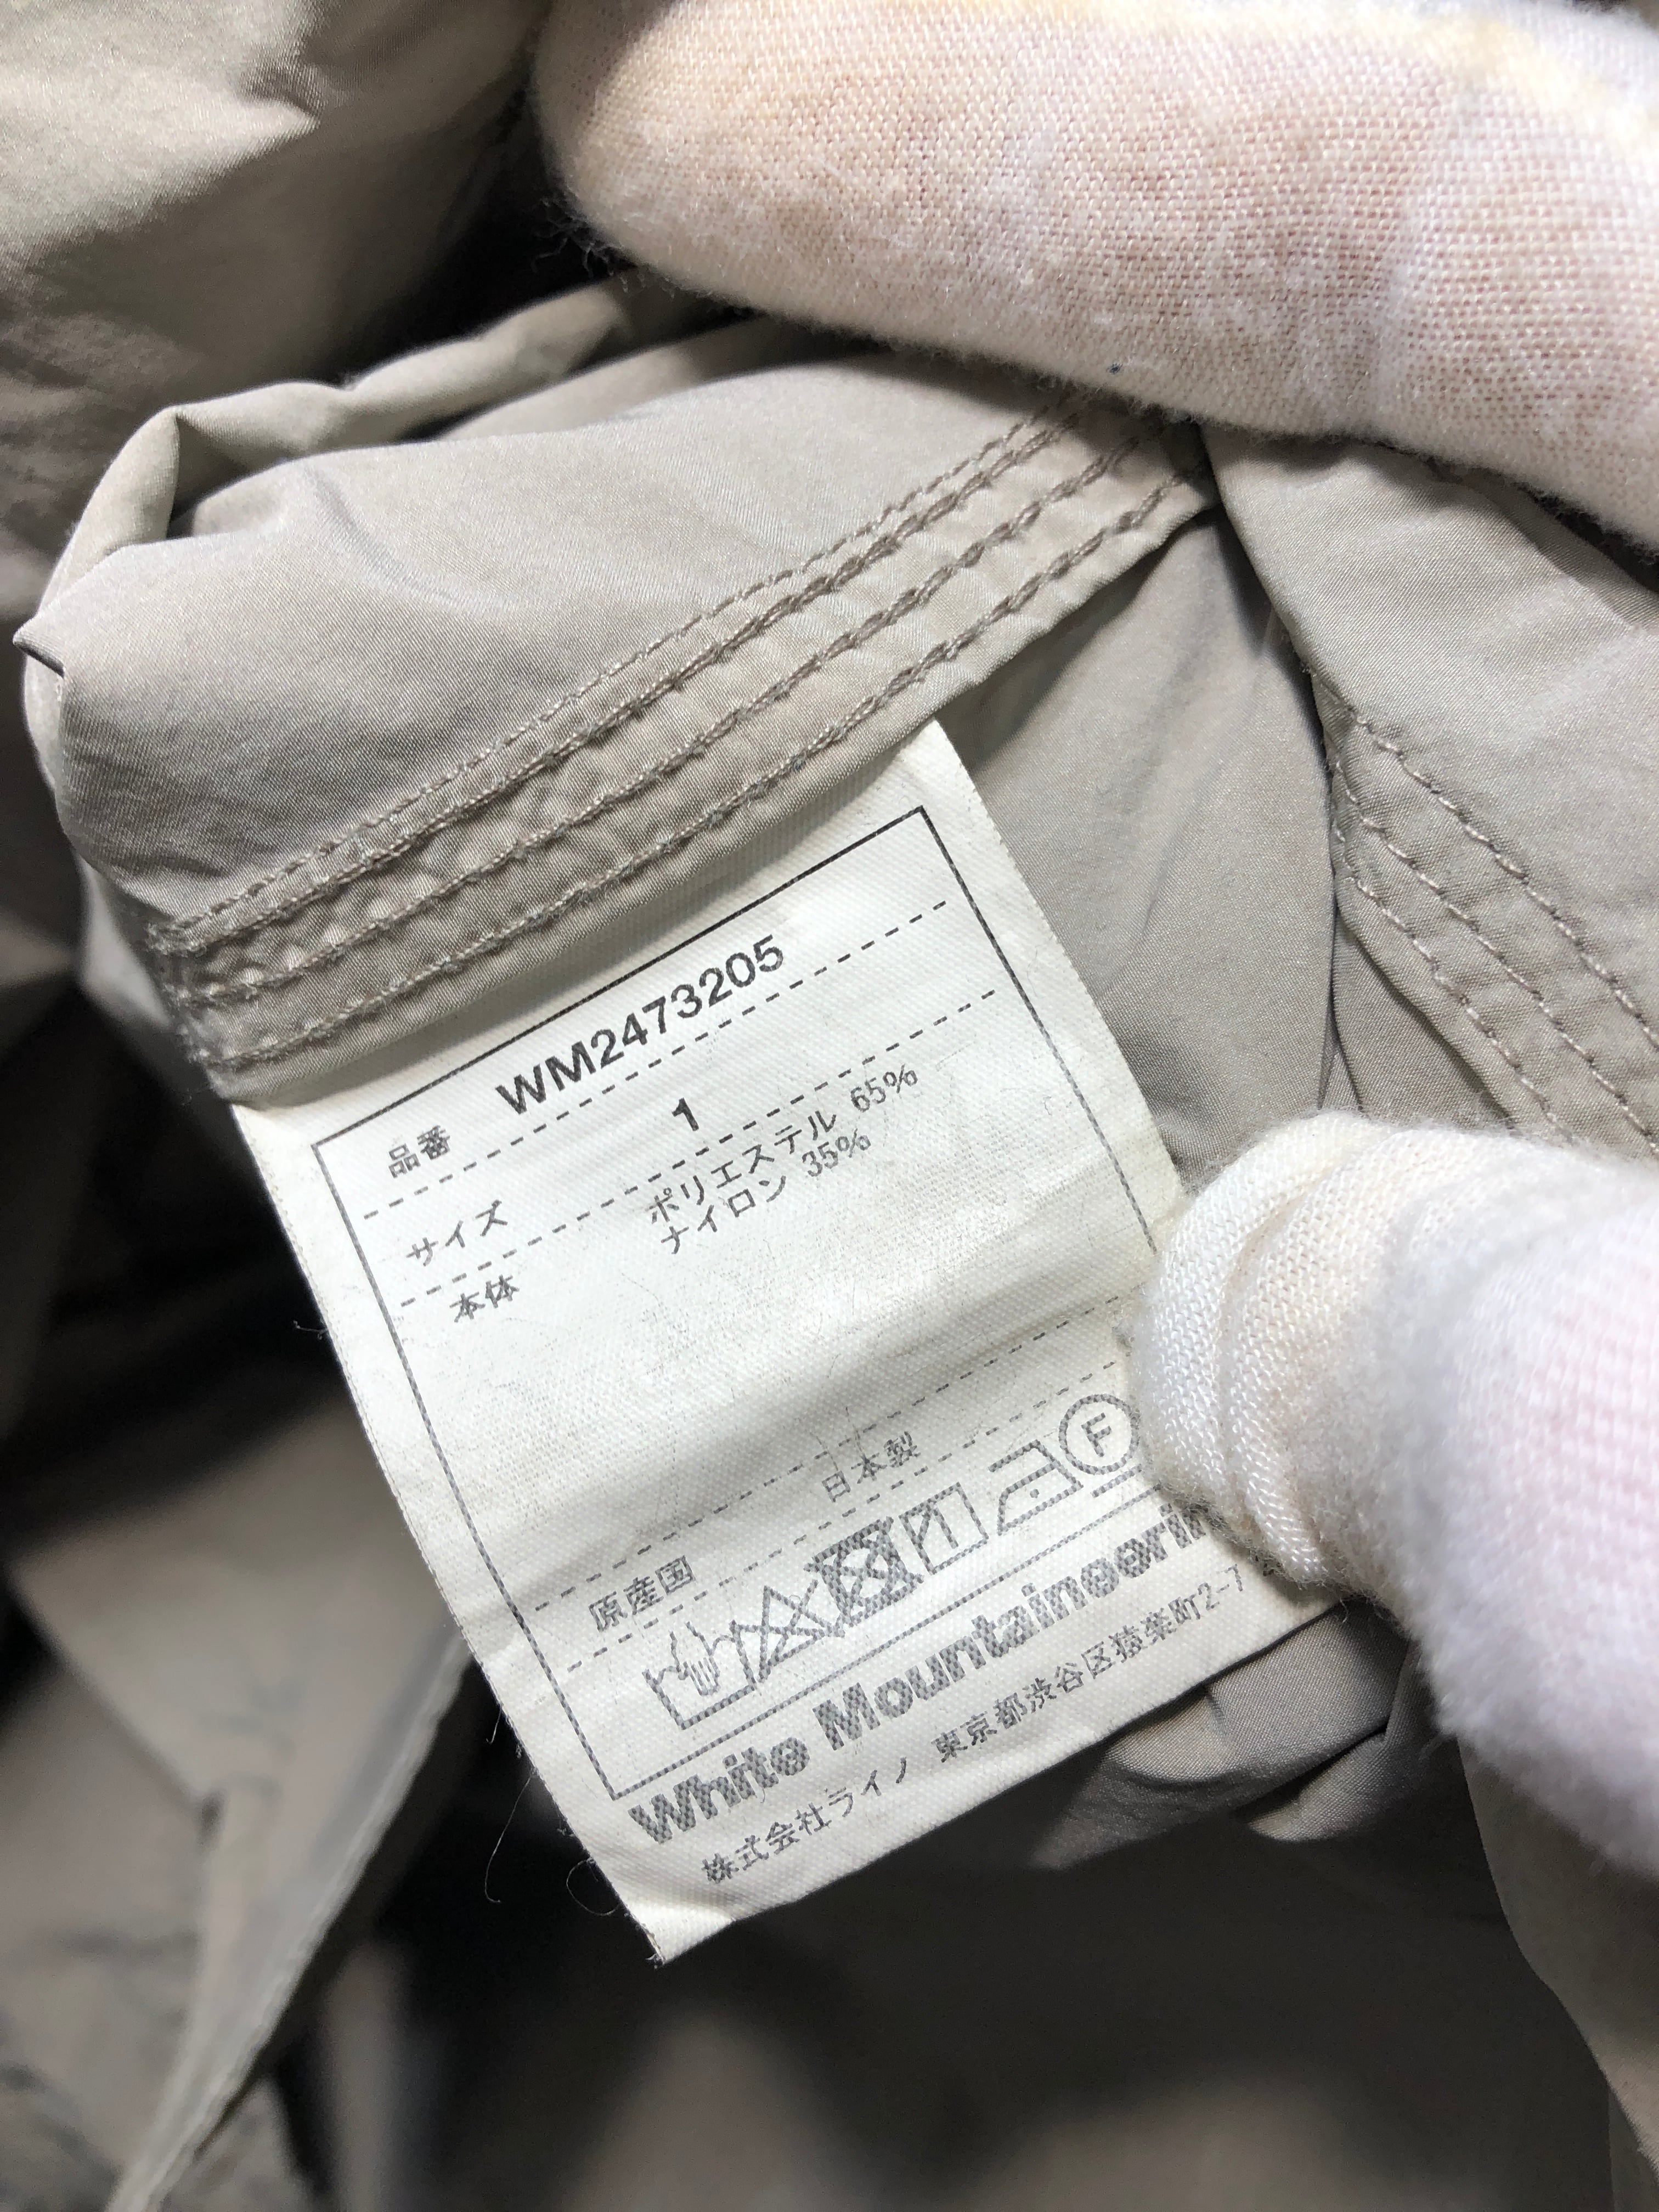 品番 WM2473205
サイズ 1
本体 ポリエステル 65%
ナイロン 35%
原産国 日本製
F
White Mountaineerin
株式会社ライノ 東京都渋谷区猿楽町2-7